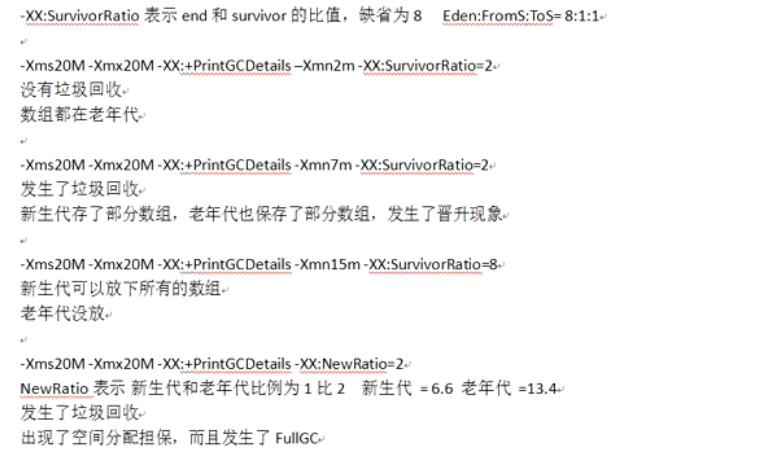 -XX:SurvivorRatio 表示 end 和 survivor 的比值，缺省为 8 Eden:FromS:ToS= 8:1:1
-Xms20M -Xmx20M -XX:+PrintGCDetails –Xmn2m -XX:SurvivorRatio=2
没有垃圾回收
数组都在老年代
-Xms20M -Xmx20M -XX:+PrintGCDetails -Xmn7m -XX:SurvivorRatio=2
发生了垃圾回收
新生代存了部分数组，老年代也保存了部分数组，发生了晋升现象
-Xms20M -Xmx20M -XX:+PrintGCDetails -Xmn15m -XX:SurvivorRatio=8
新生代可以放下所有的数组
老年代没放
-Xms20M -Xmx20M -XX:+PrintGCDetails -XX:NewRatio=2
NewRatio 表示 新生代和老年代比例为 1 比 2 新生代 = 6.6 老年代 =13.4
发生了垃圾回收
出现了空间分配担保，而且发生了 FullGC